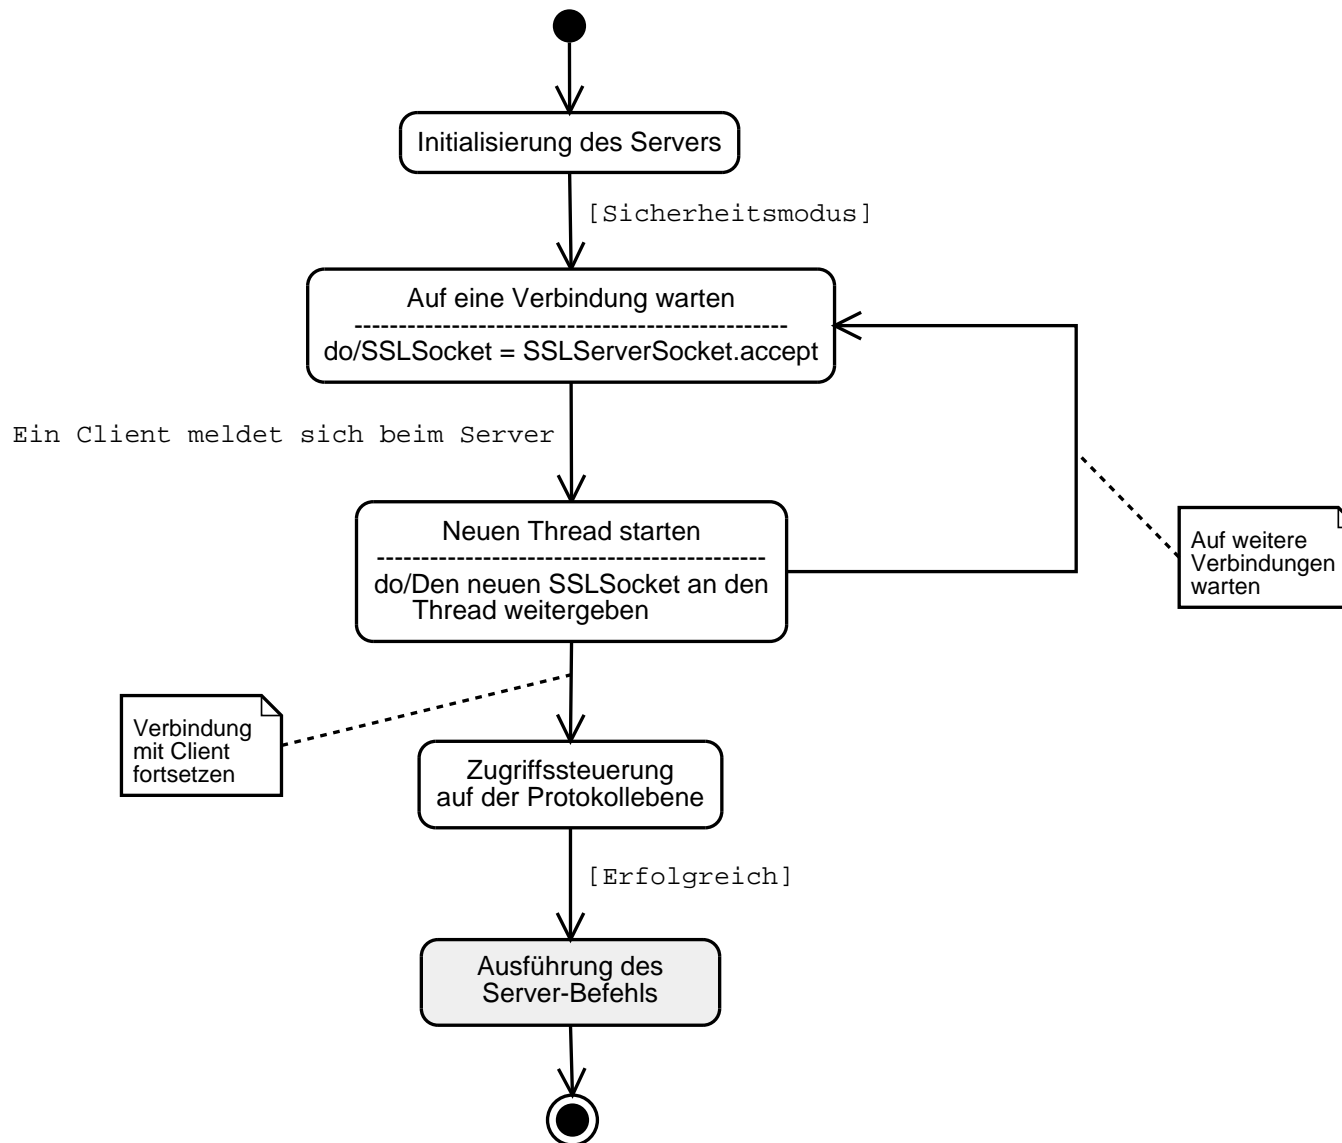 Initialisierung des Servers
[Sicherheitsmodus]
Auf eine Verbindung warten
do/SSLSocket = SSLServerSocket.accept
Ein Client meldet sich beim Server
Neuen Thread starten
do/Den neuen SSLSocket an den
Thread weitergeben
Auf weitere
Verbindungen
warten
Verbindung
mit Client
fortsetzen
Zugriffssteuerung
auf der Protokollebene
[Erfolgreich]
Ausführung des
Server-Befehls